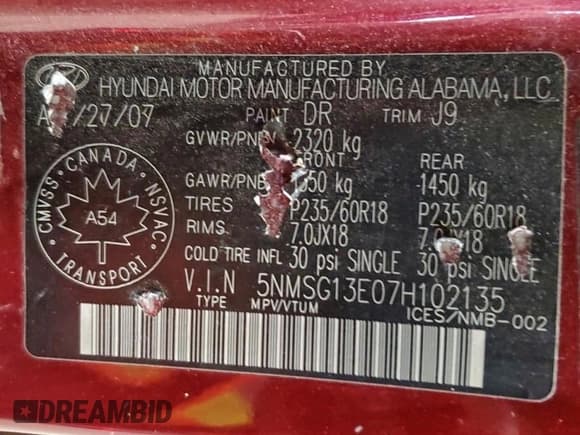 MANUFACTURED BY
HYUNDAI MOTOR MANUFACTURING ALABAMA, LLC
/27/07 PAINT DR TRIM J9
GVWR/PNBV 2320 kg
FRONT REAR
GAWR/PNBE kg 1450 kg
TIRES P235/60R18 P235/60R18
RIMS. 7.0JX18 7.0JX18
COLD TIRE INFL 30 psi SINGLE 30 psi SINGLE
V.I.N 5NMSG13E07H102135
TYPE MPV/VTUM ICES/NMB-002
CANADA
CMVSS NSVAC
A54
TRANSPORT
DREAMBID